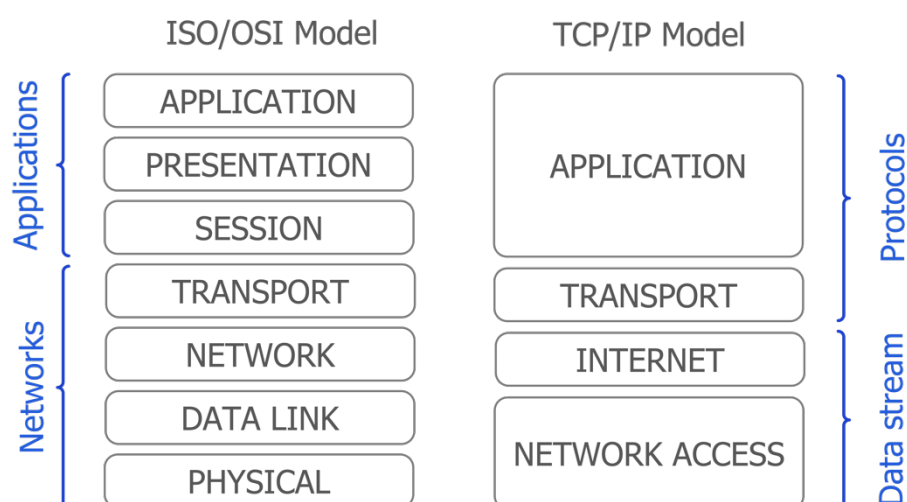 ISO/OSI Model
TCP/IP Model
Applications
APPLICATION
PRESENTATION
SESSION
Networks
TRANSPORT
NETWORK
DATA LINK
PHYSICAL
APPLICATION
TRANSPORT
INTERNET
NETWORK ACCESS
Protocols
Data stream